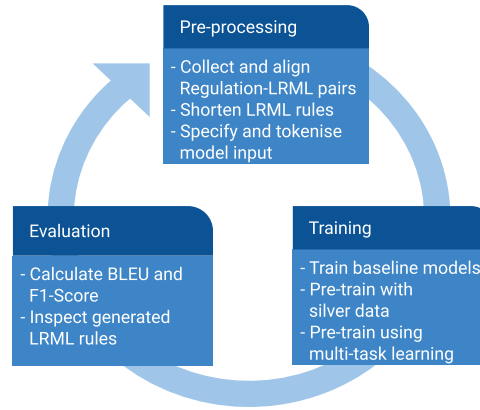 Pre-processing
- Collect and align
Regulation-LRML pairs
- Shorten LRML rules
- Specify and tokenise
model input
Evaluation
- Calculate BLEU and
F1-Score
- Inspect generated
LRML rules
Training
- Train baseline models
- Pre-train with
silver data
- Pre-train using
multi-task learning